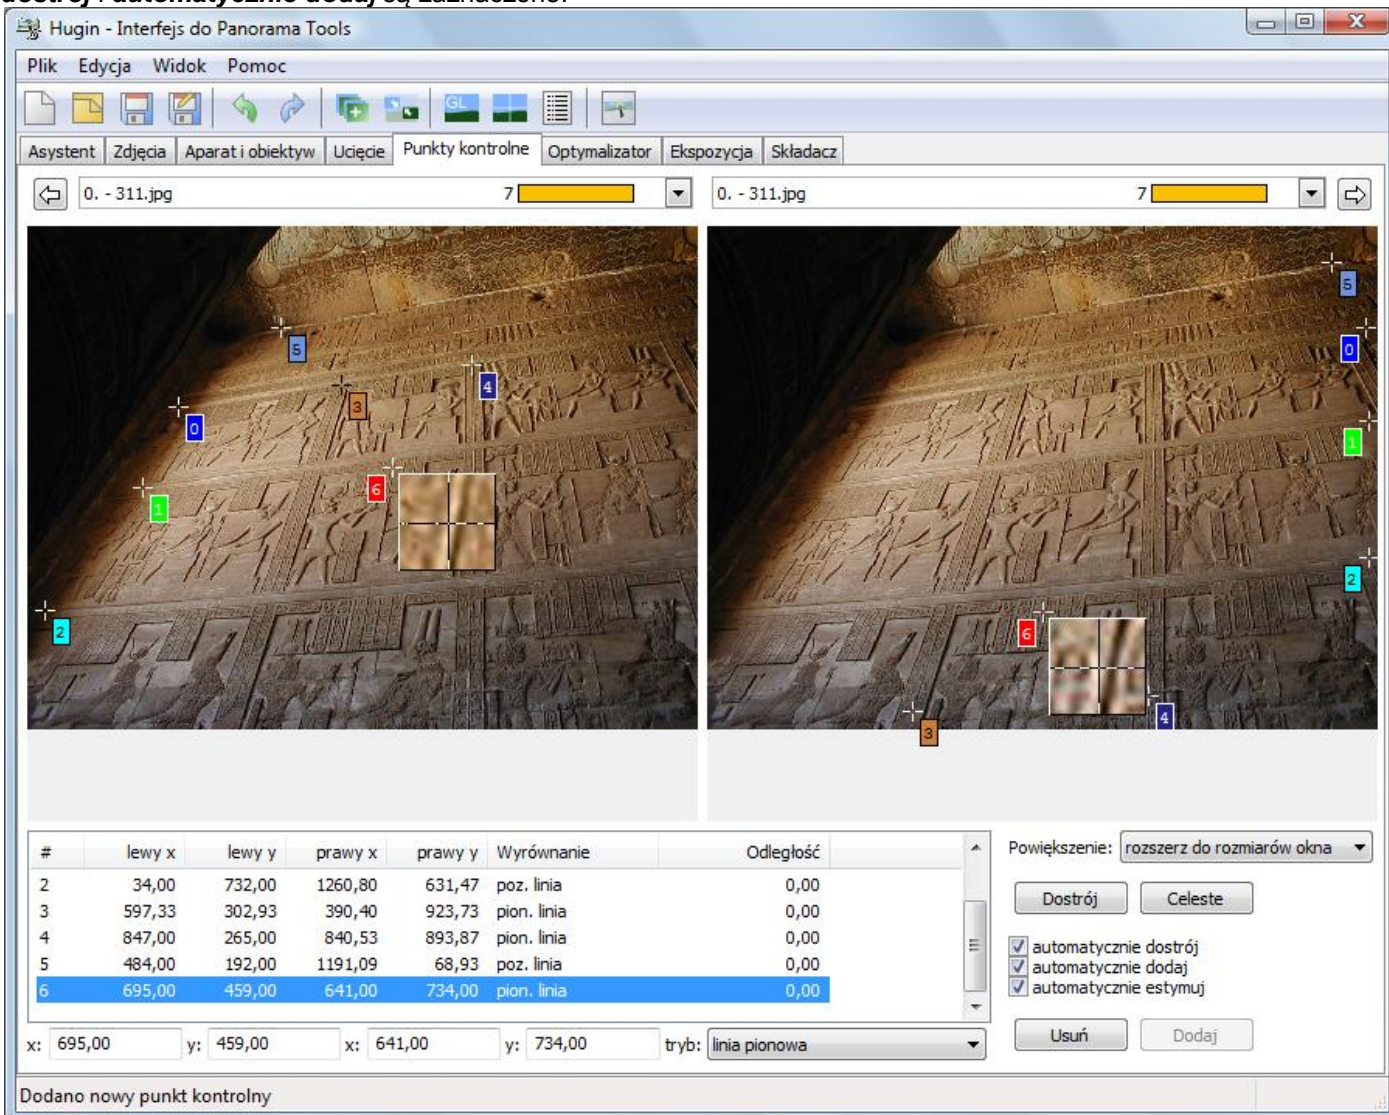 dostrój i automatycznie dodaj są zaznaczone.
Hugin - Interfejs do Panorama Tools
Plik Edycja Widok Pomoc
GL
Asystent Zdjęcia Aparat i obiektyw Ucięcie Punkty kontrolne Optymalizator Ekspozycja Składacz
0. - 311.jpg 7 0. - 311.jpg 7
5 5
0 0
4
3
1 1
6
2 2
6
4
3
# lewy x lewy y prawy x prawy y Wyrównanie Odległość
2 34,00 732,00 1260,80 631,47 poz. linia 0,00
3 597,33 302,93 390,40 923,73 pion. linia 0,00
4 847,00 265,00 840,53 893,87 pion. linia 0,00
5 484,00 192,00 1191,09 68,93 poz. linia 0,00
6 695,00 459,00 641,00 734,00 pion. linia 0,00
x: 695,00 y: 459,00 x: 641,00 y: 734,00 tryb: linia pionowa
Powiększenie: rozszerz do rozmiarów okna
Dostrój Celeste
automatycznie dostrój
automatycznie dodaj
automatycznie estymuj
Usuń Dodaj
Dodano nowy punkt kontrolny